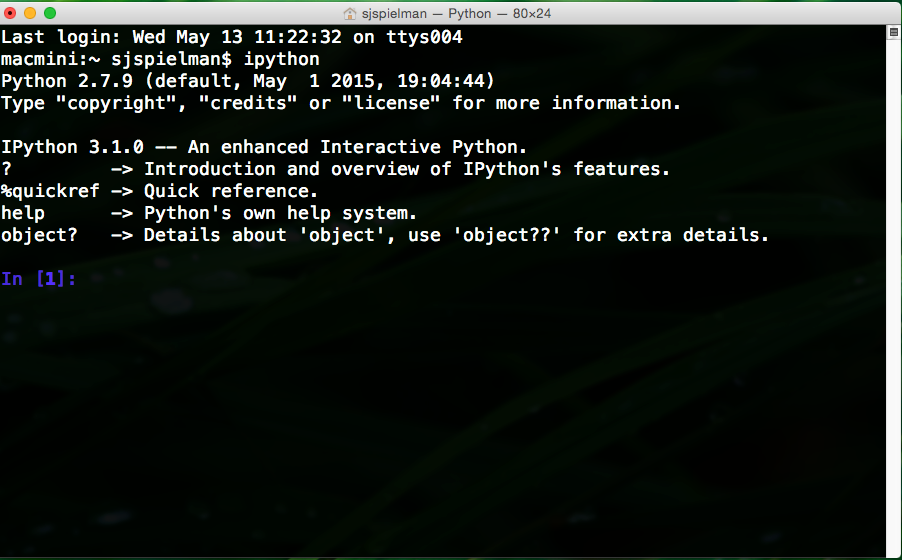 sjspielman — Python — 80×24
Last login: Wed May 13 11:22:32 on ttys004
macmini:~ sjspielman$ ipython
Python 2.7.9 (default, May  1 2015, 19:04:44)
Type "copyright", "credits" or "license" for more information.

IPython 3.1.0 -- An enhanced Interactive Python.
?         -> Introduction and overview of IPython's features.
%quickref -> Quick reference.
help      -> Python's own help system.
object?   -> Details about 'object', use 'object??' for extra details.

In [1]: